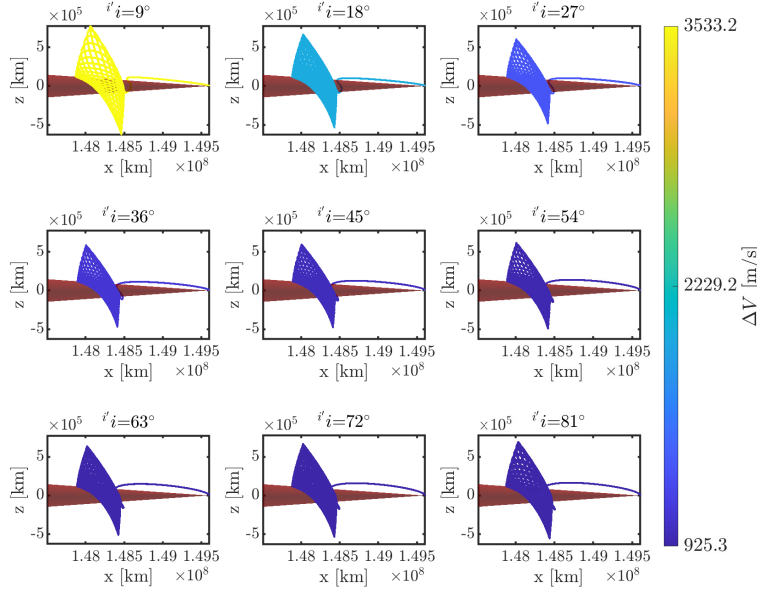 i'i=9° i'i=18° i'i=27°
×10⁵ ×10⁵ ×10⁵
5 5 5
0 0 0
-5 -5 -5
z [km] z [km] z [km]
1.48 1.485 1.49 1.495 1.48 1.485 1.49 1.495 1.48 1.485 1.49 1.495
x [km] ×10⁸ x [km] ×10⁸ x [km] ×10⁸
i'i=36° i'i=45° i'i=54°
×10⁵ ×10⁵ ×10⁵
5 5 5
0 0 0
-5 -5 -5
z [km] z [km] z [km]
1.48 1.485 1.49 1.495 1.48 1.485 1.49 1.495 1.48 1.485 1.49 1.495
x [km] ×10⁸ x [km] ×10⁸ x [km] ×10⁸
i'i=63° i'i=72° i'i=81°
×10⁵ ×10⁵ ×10⁵
5 5 5
0 0 0
-5 -5 -5
z [km] z [km] z [km]
1.48 1.485 1.49 1.495 1.48 1.485 1.49 1.495 1.48 1.485 1.49 1.495
x [km] ×10⁸ x [km] ×10⁸ x [km] ×10⁸
3533.2
2229.2
925.3
ΔV [m/s]